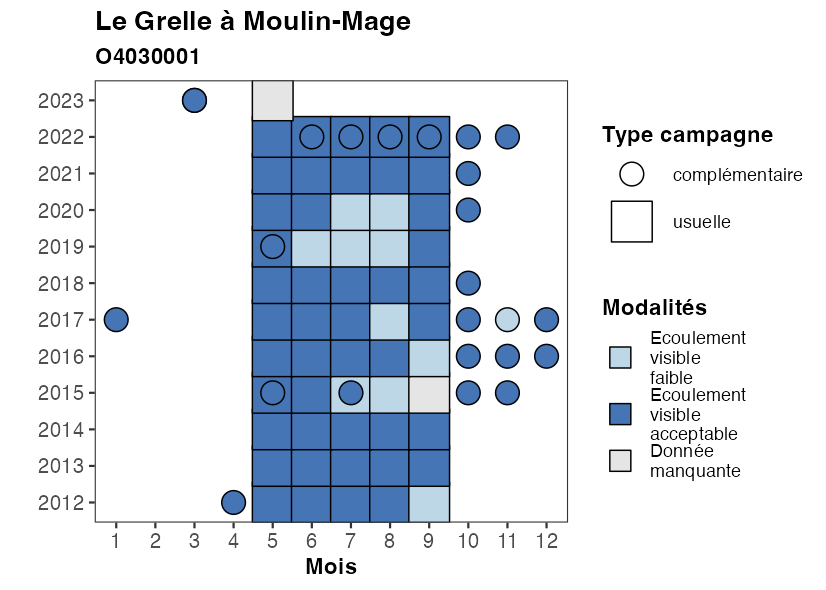 Le Grelle à Moulin-Mage
O4030001
2023
2022
2021
2020
2019
2018
2017
2016
2015
2014
2013
2012
1 2 3 4 5 6 7 8 9 10 11 12
Mois
Type campagne
complémentaire
usuelle
Modalités
Ecoulement
visible
faible
Ecoulement
visible
acceptable
Donnée
manquante